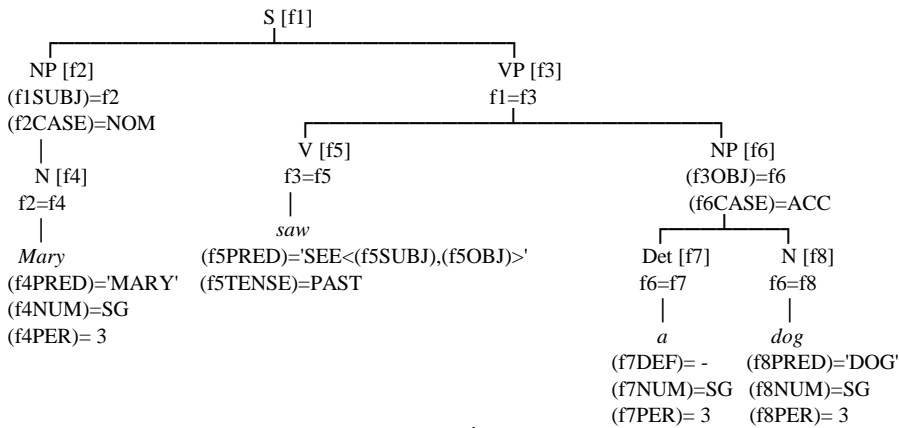 S [f1]
NP [f2] VP [f3]
(f1SUBJ)=f2 f1=f3
(f2CASE)=NOM
V [f5] NP [f6]
N [f4] f3=f5 (f3OBJ)=f6
f2=f4 (f6CASE)=ACC
saw
Mary (f5PRED)='SEE<(f5SUBJ),(f5OBJ)>' Det [f7] N [f8]
(f4PRED)='MARY' (f5TENSE)=PAST f6=f7 f6=f8
(f4NUM)=SG
(f4PER)= 3 a dog
(f7DEF)= - (f8PRED)='DOG'
(f7NUM)=SG (f8NUM)=SG
(f7PER)= 3 (f8PER)= 3